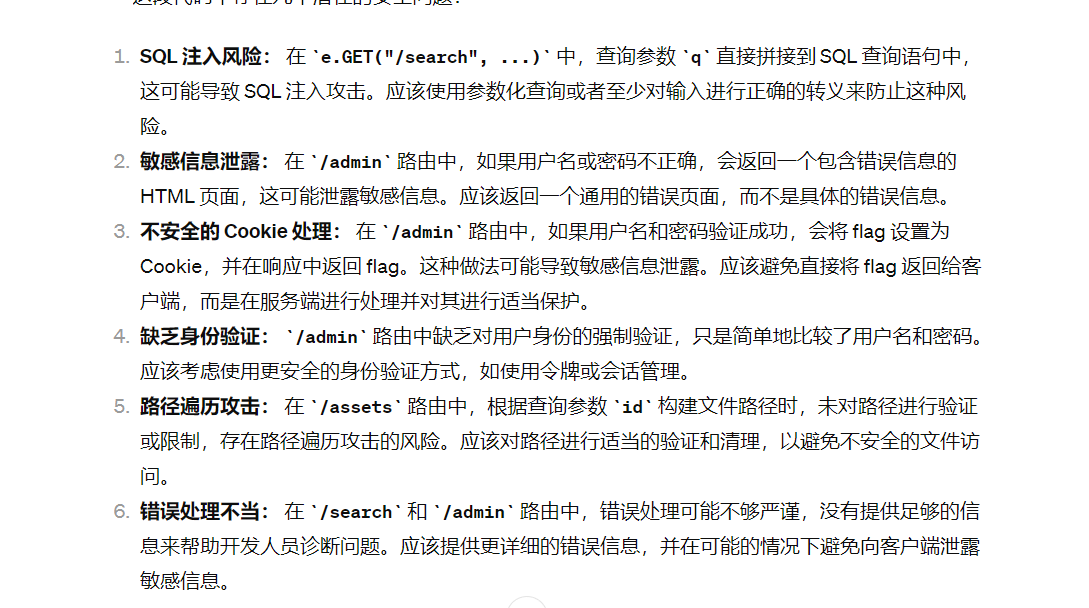 这段代码中存在几个潜在的安全问题：
1. SQL 注入风险： 在 `e.GET("/search", ...)` 中，查询参数 `q` 直接拼接到 SQL 查询语句中，
这可能导致 SQL 注入攻击。应该使用参数化查询或者至少对输入进行正确的转义来防止这种风
险。
2. 敏感信息泄露： 在 `/admin` 路由中，如果用户名或密码不正确，会返回一个包含错误信息的
HTML 页面，这可能泄露敏感信息。应该返回一个通用的错误页面，而不是具体的错误信息。
3. 不安全的 Cookie 处理： 在 `/admin` 路由中，如果用户名和密码验证成功，会将 flag 设置为
Cookie，并在响应中返回 flag。这种做法可能导致敏感信息泄露。应该避免直接将 flag 返回给客
户端，而是在服务端进行处理并对其进行适当保护。
4. 缺乏身份验证： `/admin` 路由中缺乏对用户身份的强制验证，只是简单地比较了用户名和密码。
应该考虑使用更安全的身份验证方式，如使用令牌或会话管理。
5. 路径遍历攻击： 在 `/assets` 路由中，根据查询参数 `id` 构建文件路径时，未对路径进行验证
或限制，存在路径遍历攻击的风险。应该对路径进行适当的验证和清理，以避免不安全的文件访
问。
6. 错误处理不当： 在 `/search` 和 `/admin` 路由中，错误处理可能不够严谨，没有提供足够的信
息来帮助开发人员诊断问题。应该提供更详细的错误信息，并在可能的情况下避免向客户端泄露
敏感信息。